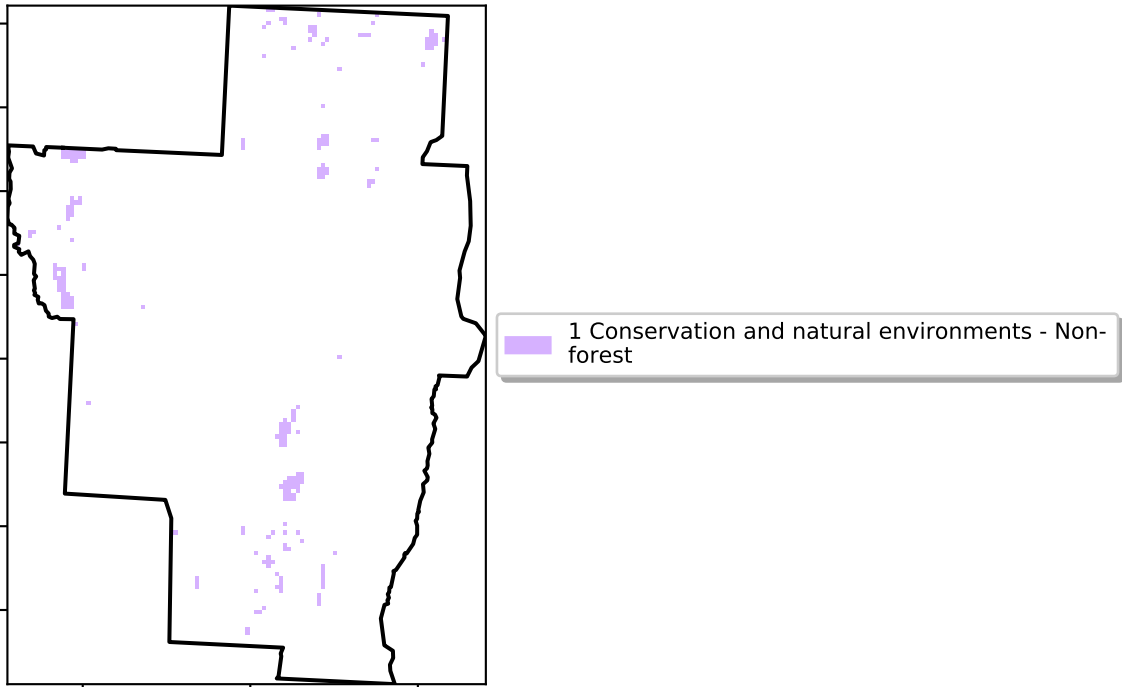 1 Conservation and natural environments - Non-
forest